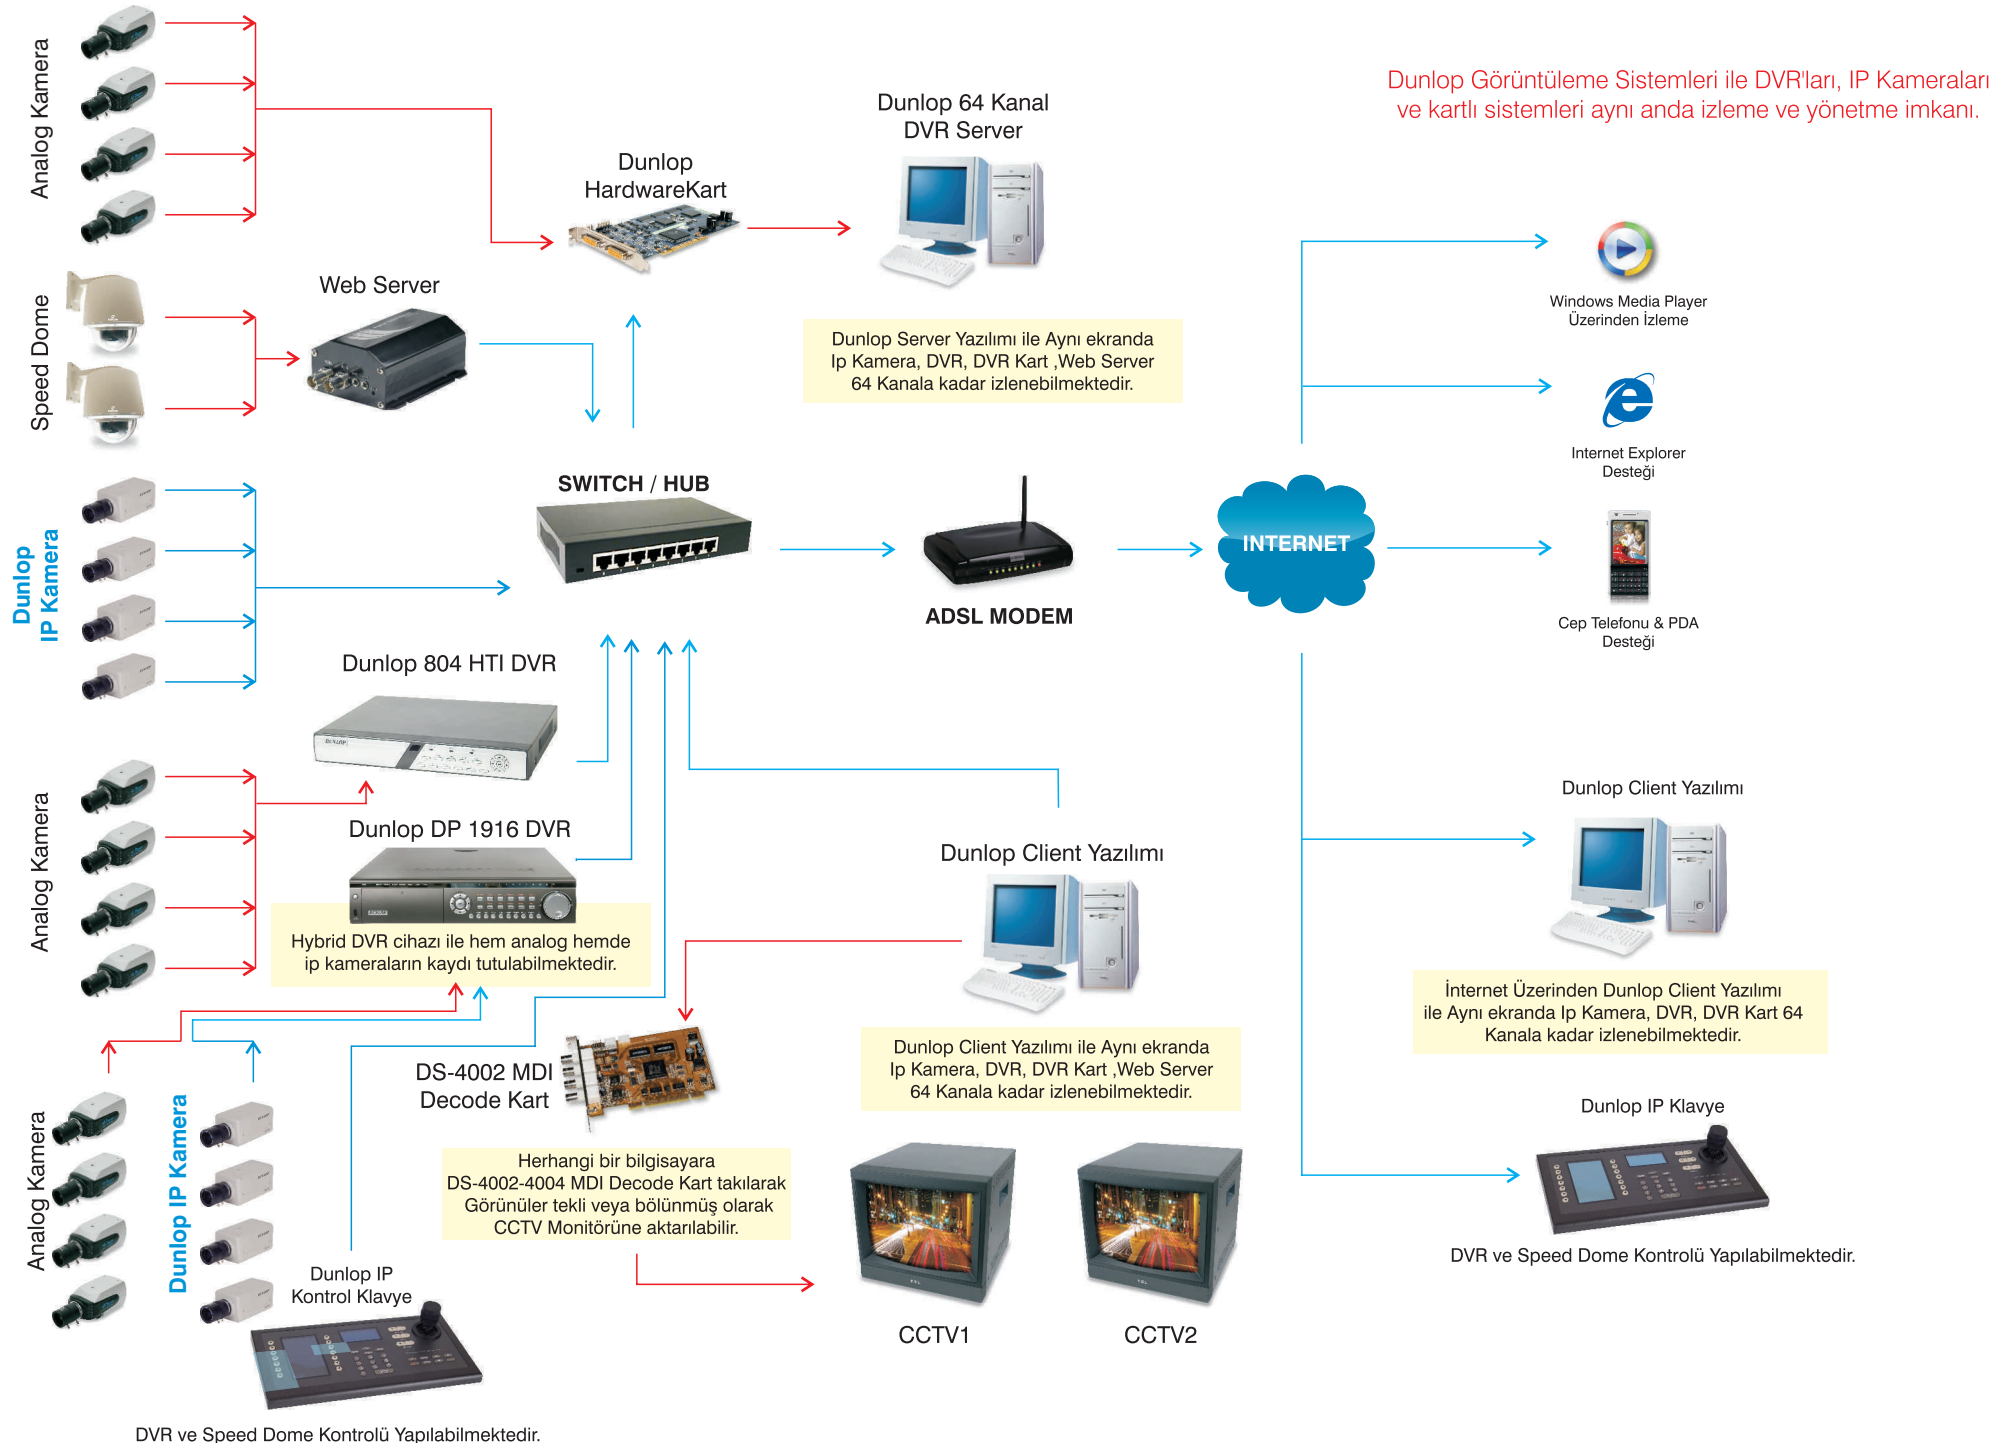 Dunlop Görüntüleme Sistemleri ile DVR'ları, IP Kameraları
ve kartlı sistemleri aynı anda izleme ve yönetme imkanı.
Analog Kamera
Dunlop 64 Kanal
DVR Server
Dunlop
HardwareKart
Speed Dome
Web Server
Dunlop Server Yazılımı ile Aynı ekranda
Ip Kamera, DVR, DVR Kart ,Web Server
64 Kanala kadar izlenebilmektedir.
Windows Media Player
Üzerinden İzleme
Internet Explorer
Desteği
Dunlop
IP Kamera
SWITCH / HUB
ADSL MODEM
INTERNET
Cep Telefonu & PDA
Desteği
Dunlop 804 HTI DVR
Analog Kamera
Dunlop DP 1916 DVR
Hybrid DVR cihazı ile hem analog hemde
ip kameraların kaydı tutulabilmektedir.
Dunlop Client Yazılımı
Dunlop Client Yazılımı ile Aynı ekranda
Ip Kamera, DVR, DVR Kart ,Web Server
64 Kanala kadar izlenebilmektedir.
Dunlop Client Yazılımı
İnternet Üzerinden Dunlop Client Yazılımı
ile Aynı ekranda Ip Kamera, DVR, DVR Kart 64
Kanala kadar izlenebilmektedir.
DS-4002 MDI
Decode Kart
Herhangi bir bilgisayara
DS-4002-4004 MDI Decode Kart takılarak
Görünüler tekli veya bölünmüş olarak
CCTV Monitörüne aktarılabilir.
Analog Kamera
Dunlop IP Kamera
Dunlop IP
Kontrol Klavye
DVR ve Speed Dome Kontrolü Yapılabilmektedir.
CCTV1
CCTV2
Dunlop IP Klavye
DVR ve Speed Dome Kontrolü Yapılabilmektedir.